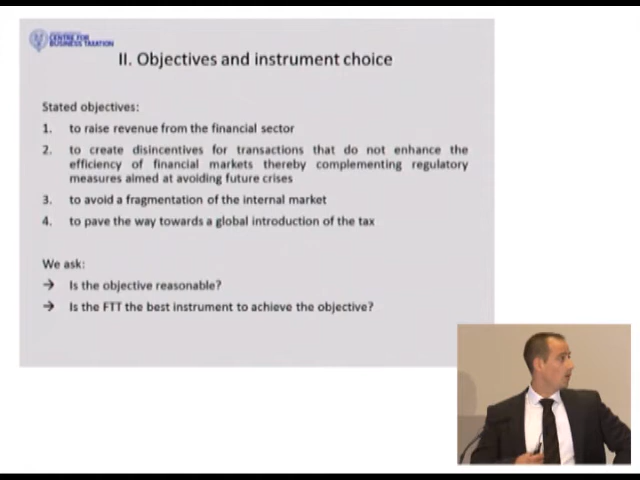 CENTRE FOR
BUSINESS TAXATION
II. Objectives and instrument choice
Stated objectives:
1. to raise revenue from the financial sector
2. to create disincentives for transactions that do not enhance the
efficiency of financial markets thereby complementing regulatory
measures aimed at avoiding future crises
3. to avoid a fragmentation of the internal market
4. to pave the way towards a global introduction of the tax
We ask:
→ Is the objective reasonable?
→ Is the FTT the best instrument to achieve the objective?